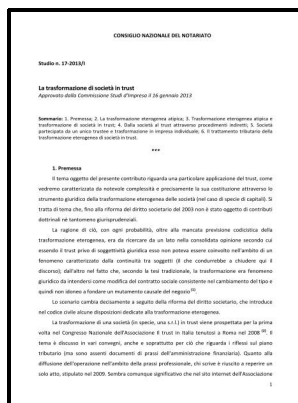 CONSIGLIO NAZIONALE DEL NOTARIATO
Studio n. 17-2013/I
La trasformazione di società in trust
Approvato dalla Commissione Studi d'Impresa il 16 gennaio 2013
Sommario: 1. Premessa; 2. La trasformazione eterogenea atipica; 3. Trasformazione eterogenea atipica e
trasformazione di società in trust; 4. Dalla società al trust attraverso procedimenti indiretti; 5. Società
partecipata da un unico trustee e trasformazione in impresa individuale; 6. Il trattamento tributario della
trasformazione eterogenea di società in trust.
***
1. Premessa
Il tema oggetto del presente contributo riguarda una particolare applicazione del trust, come
vedremo caratterizzata da notevole complessità e precisamente la sua costituzione attraverso lo
strumento giuridico della trasformazione eterogenea delle società (nel caso di specie di capitali). Si
tratta di tema che, fino alla riforma del diritto societario del 2003 non è stato oggetto di contributi
dottrinali né tantomeno giurisprudenziali.
La ragione di ciò, con ogni probabilità, oltre alla mancata previsione codicistica della
trasformazione eterogenea, era da ricercare da un lato nella consolidata opinione secondo cui
essendo il trust privo di soggettività giuridica esso non poteva essere coinvolto nell'ambito di un
fenomeno caratterizzato dalla continuità tra soggetti (il che condurrebbe a chiudere qui il
discorso); dall'altro nel fatto che, secondo la tesi tradizionale, la trasformazione era fenomeno
giuridico da intendersi come modifica del contratto sociale consistente nel cambiamento del tipo e
quindi non idoneo a fondare un mutamento causale del negozio [1].
Lo scenario cambia decisamente a seguito della riforma del diritto societario, che introduce
nel codice civile alcune disposizioni dedicate alla trasformazione eterogenea.
La trasformazione di una società (in specie, una s.r.l.) in trust viene prospettata per la prima
volta nel Congresso Nazionale dell'Associazione Il trust in Italia tenutosi a Roma nel 2008 [2]. Il
tema è discusso in vari convegni, anche e soprattutto per ciò che riguarda i riflessi sul piano
tributario (ma sono assenti documenti di prassi dell'amministrazione finanziaria). Quanto alla
diffusione dell'operazione nell'ambito della prassi professionale, chi scrive è riuscito a reperire un
solo atto, stipulato nel 2009. Sembra comunque significativo che nel sito internet dell'Associazione
1